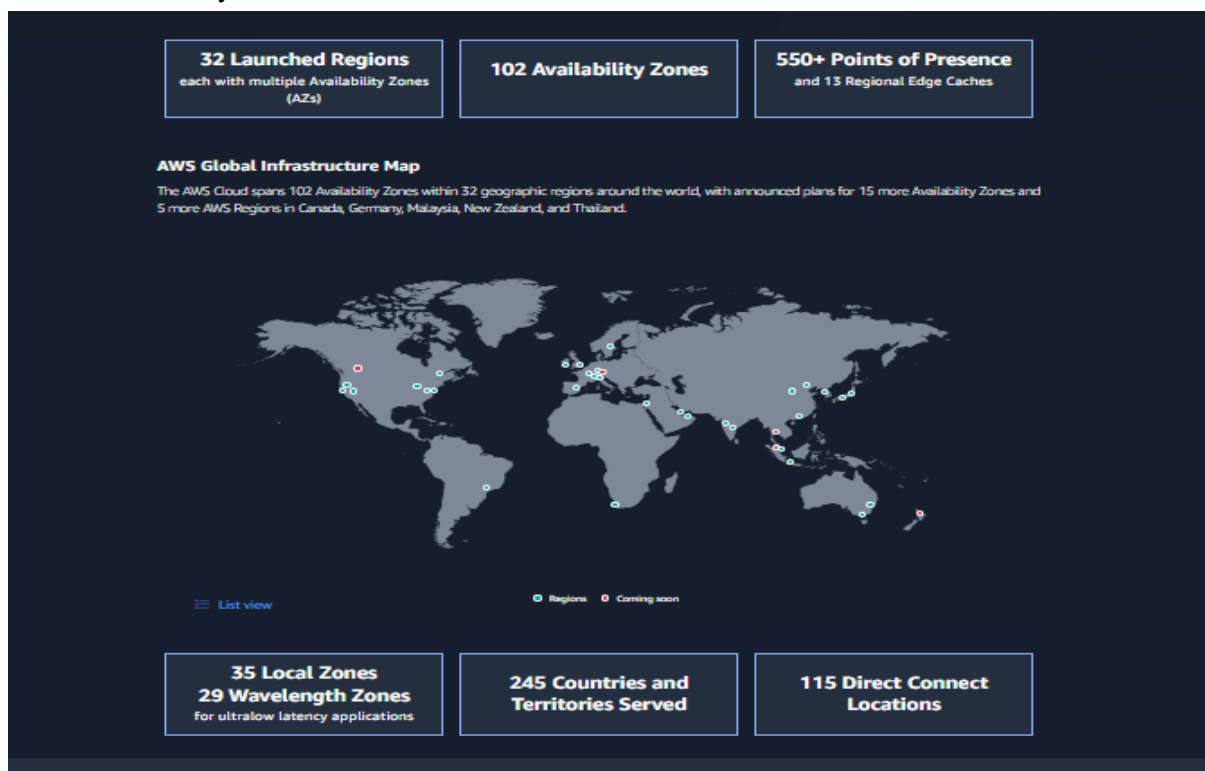 32 Launched Regions
each with multiple Availability Zones
(AZs)
102 Availability Zones
550+ Points of Presence
and 13 Regional Edge Caches
AWS Global Infrastructure Map
The AWS Cloud spans 102 Availability Zones within 32 geographic regions around the world, with announced plans for 15 more Availability Zones and
5 more AWS Regions in Canada, Germany, Malaysia, New Zealand, and Thailand.
List view
Regions
Coming soon
35 Local Zones
29 Wavelength Zones
for ultralow latency applications
245 Countries and
Territories Served
115 Direct Connect
Locations